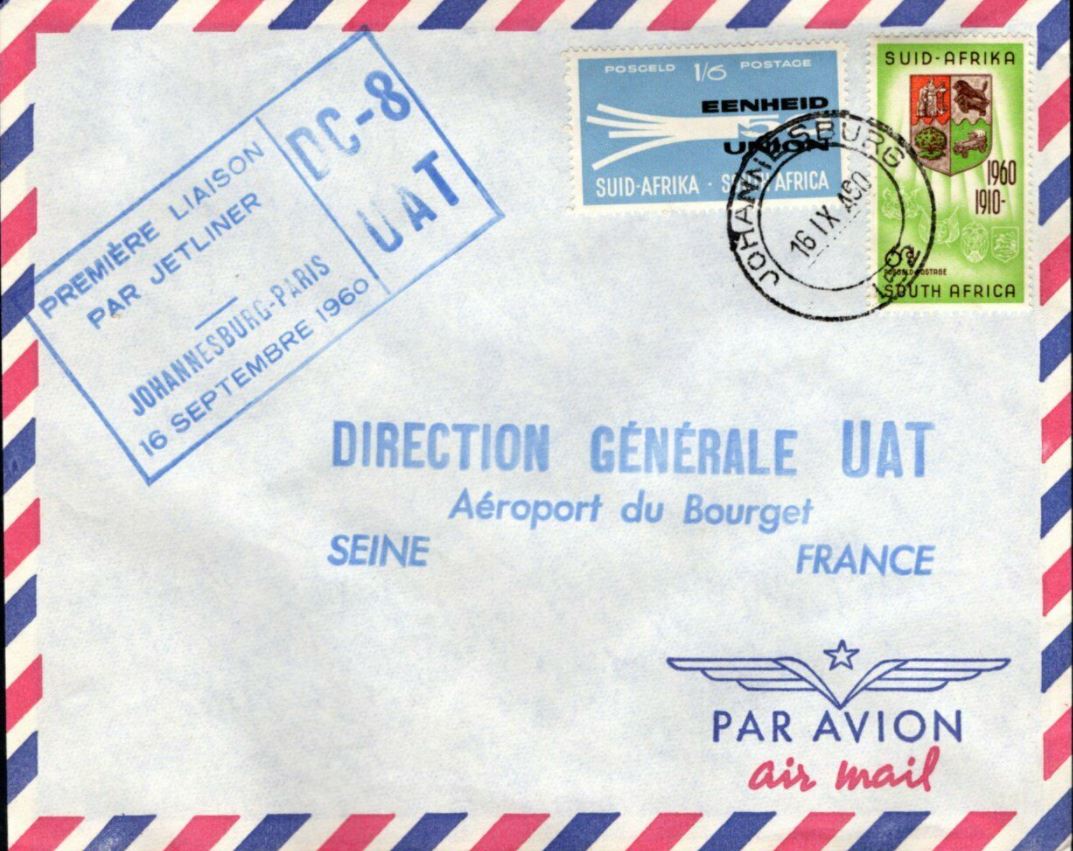 PREMIÈRE LIAISON
PAR JETLINER
JOHANNESBURG-PARIS
16 SEPTEMBRE 1960
DC-8
UAT
POSGELD 1/6 POSTAGE
EENHEID
UNION
SUID-AFRIKA · SOUTH AFRICA
SUID-AFRIKA
1960
1910-
POSGELD·POSTAGE
SOUTH AFRICA
JOHANNESBURG
16 IX
DIRECTION GÉNÉRALE UAT
Aéroport du Bourget
SEINE FRANCE
PAR AVION
air mail